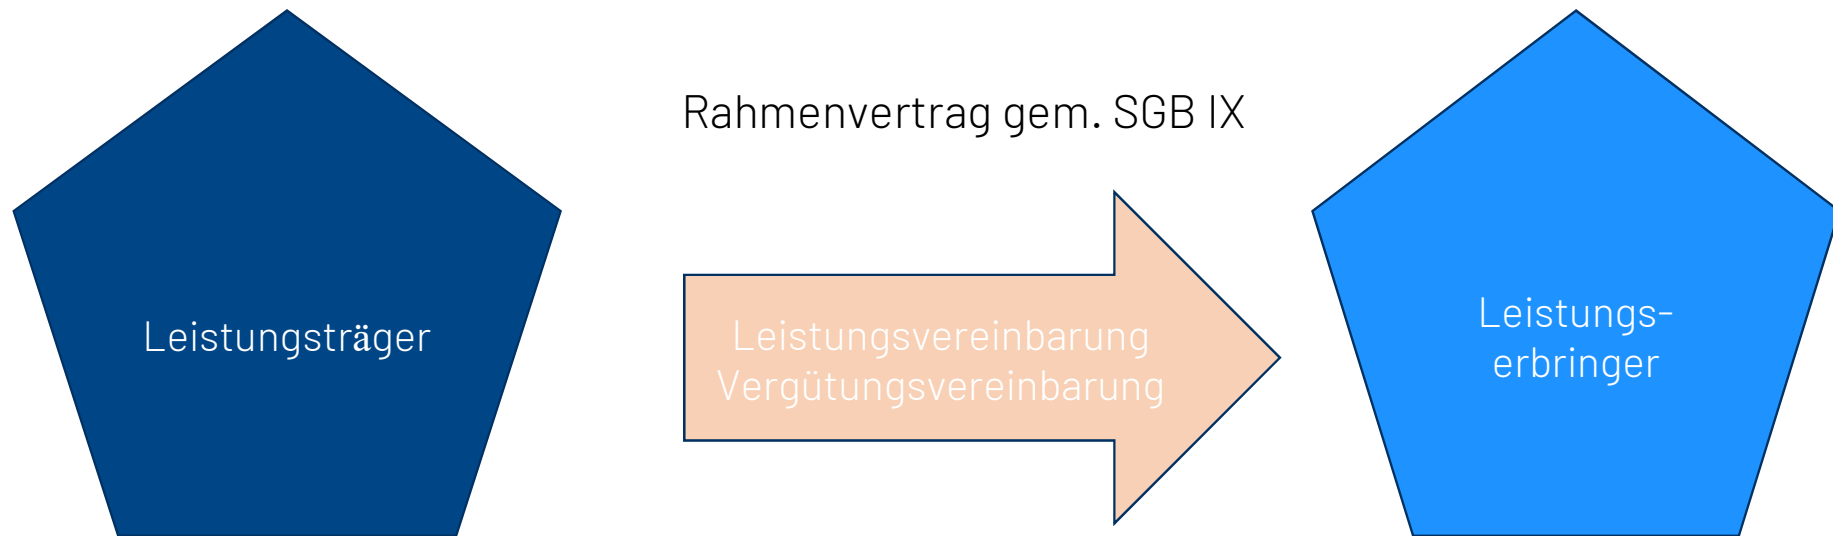 Rahmenvertrag gem. SGB IX
Leistungsträger
Leistungsvereinbarung
Vergütungsvereinbarung
Leistungs-
erbringer